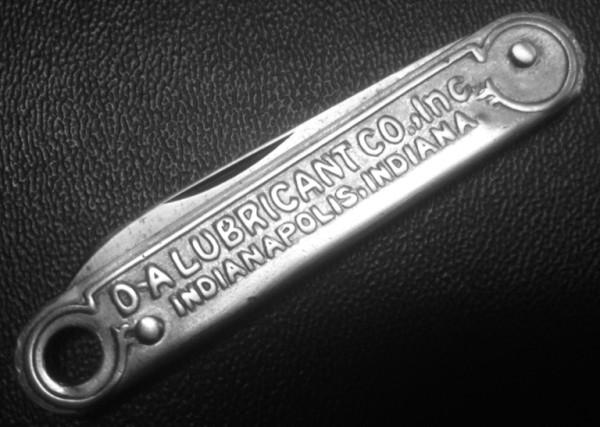 D-A LUBRICANT CO., Inc.
INDIANAPOLIS, INDIANA